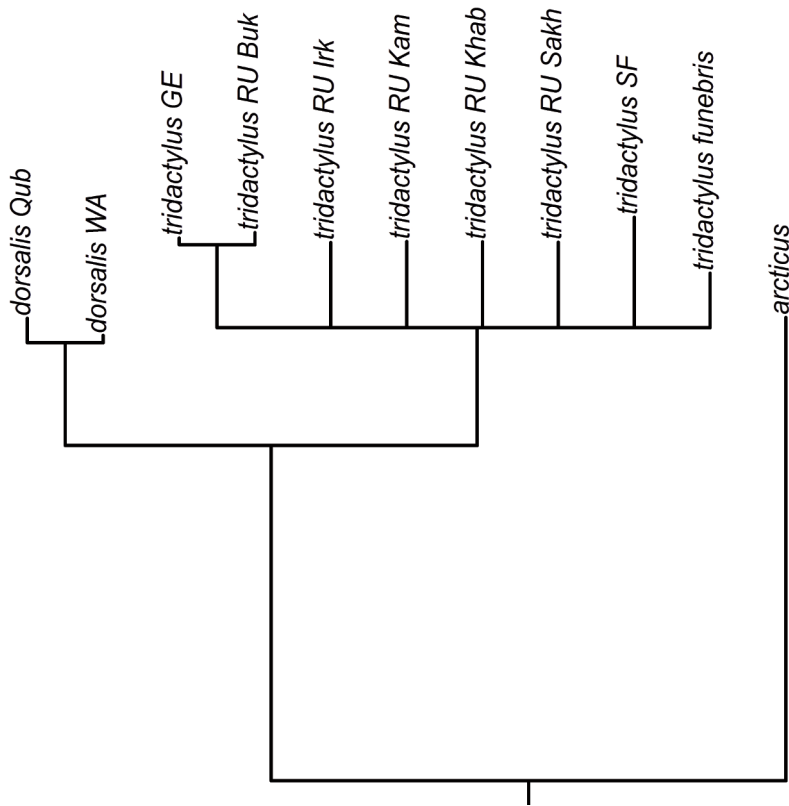 dorsalis Qub
dorsalis WA
tridactylus GE
tridactylus RU Buk
tridactylus RU Irk
tridactylus RU Kam
tridactylus RU Khab
tridactylus RU Sakh
tridactylus SF
tridactylus funebris
arcticus